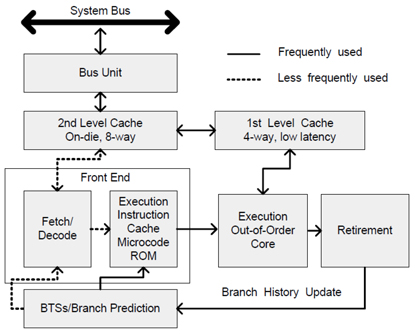 System Bus
Frequently used
Less frequently used
Bus Unit
2nd Level Cache
On-die, 8-way
1st Level Cache
4-way, low latency
Front End
Fetch/
Decode
Execution
Instruction
Cache
Microcode
ROM
Execution
Out-of-Order
Core
Retirement
Branch History Update
BTSs/Branch Prediction